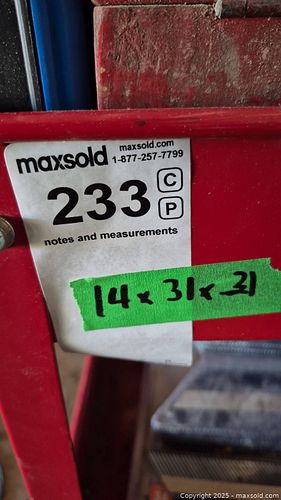 maxsold.com
maxsold 1-877-257-7799
233 C
P
notes and measurements
14 x 31 x 31
© Copyright 2025 - maxsold.com